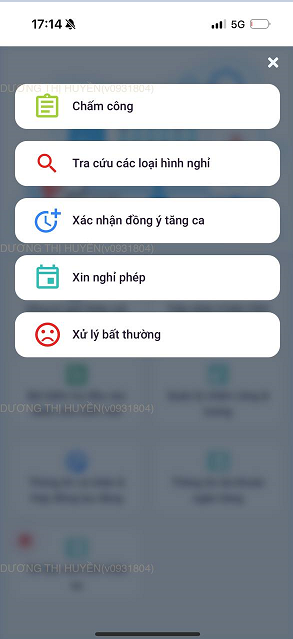 17:14
5G
DƯƠNG THỊ HUYỀN(v0931804)
Chấm công
Tra cứu các loại hình nghỉ
Xác nhận đồng ý tăng ca
DƯƠNG THỊ HUYỀN(v0931804)
Xin nghỉ phép
Xử lý bất thường
DƯƠNG THỊ HUYỀN(v0931804)
DƯƠNG THỊ HUYỀN(v0931804)